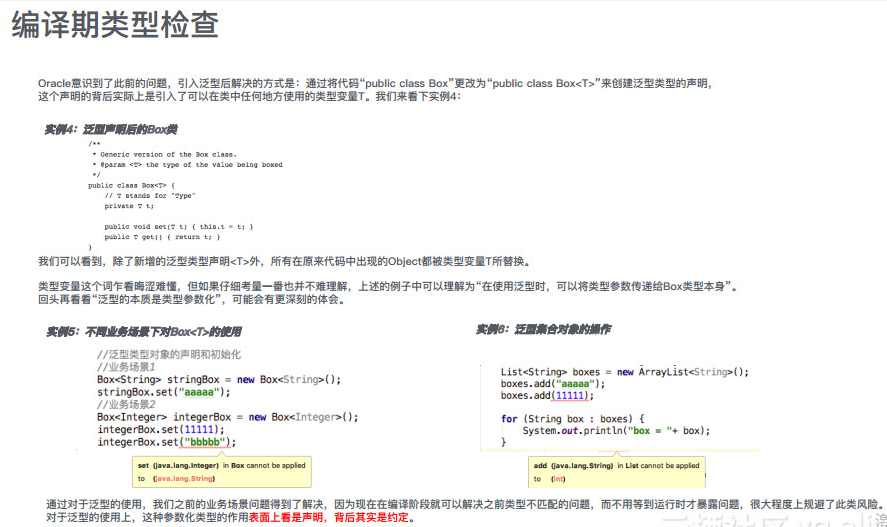 编译期类型检查
Oracle意识到了此前的问题，引入泛型后解决的方式是：通过将代码“public class Box”更改为“public class Box<T>”来创建泛型类型的声明，
这个声明的背后实际上是引入了可以在类中任何地方使用的类型变量T。我们来看下实例4：
实例4：泛型声明后的Box类
/**
 * Generic version of the Box class.
 * @param <T> the type of the value being boxed
 */
public class Box<T> {
    // T stands for "Type"
    private T t;
    public void set(T t) { this.t = t; }
    public T get() { return t; }
}
我们可以看到，除了新增的泛型类型声明<T>外，所有在原来代码中出现的Object都被类型变量T所替换。
类型变量这个词乍看晦涩难懂，但如果仔细考量一番也并不难理解，上述的例子中可以理解为“在使用泛型时，可以将类型参数传递给Box类型本身”。
回头再看看“泛型的本质是类型参数化”，可能会有更深刻的体会。
实例5：不同业务场景下对Box<T>的使用
//泛型类型对象的声明和初始化
//业务场景1
Box<String> stringBox = new Box<String>();
stringBox.set("aaaaa");
//业务场景2
Box<Integer> integerBox = new Box<Integer>();
integerBox.set(11111);
integerBox.set("bbbbb");
set (java.lang.Integer) in Box cannot be applied
to (java.lang.String)
实例6：泛型集合对象的操作
List<String> boxes = new ArrayList<String>();
boxes.add("aaaaa");
boxes.add(11111);
for (String box : boxes) {
    System.out.println("box = "+ box);
}
add (java.lang.String) in List cannot be applied
to (int)
通过对于泛型的使用，我们之前的业务场景问题得到了解决，因为现在在编译阶段就可以解决之前类型不匹配的问题，而不用等到运行时才暴露问题，很大程度上规避了此类风险。
对于泛型的使用上，这种参数化类型的作用表面上看是声明，背后其实是约定。